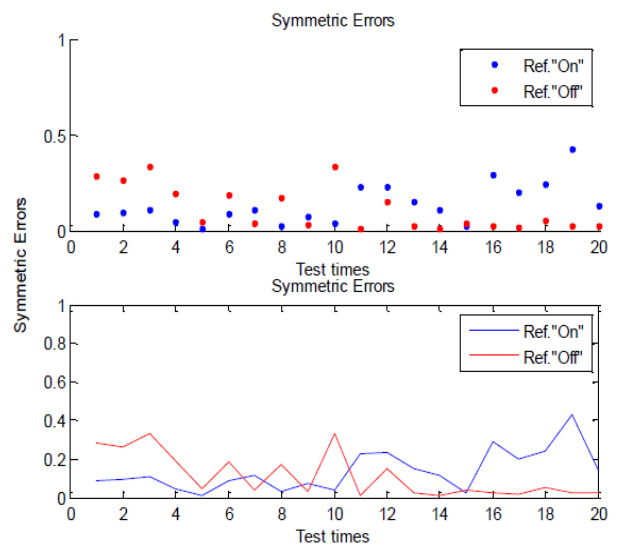 Symmetric Errors
1
0.5
0
Ref."On"
Ref."Off"
0 2 4 6 8 10 12 14 16 18 20
Test times
Symmetric Errors
Symmetric Errors
1
0.8
0.6
0.4
0.2
0
Ref."On"
Ref."Off"
0 2 4 6 8 10 12 14 16 18 20
Test times